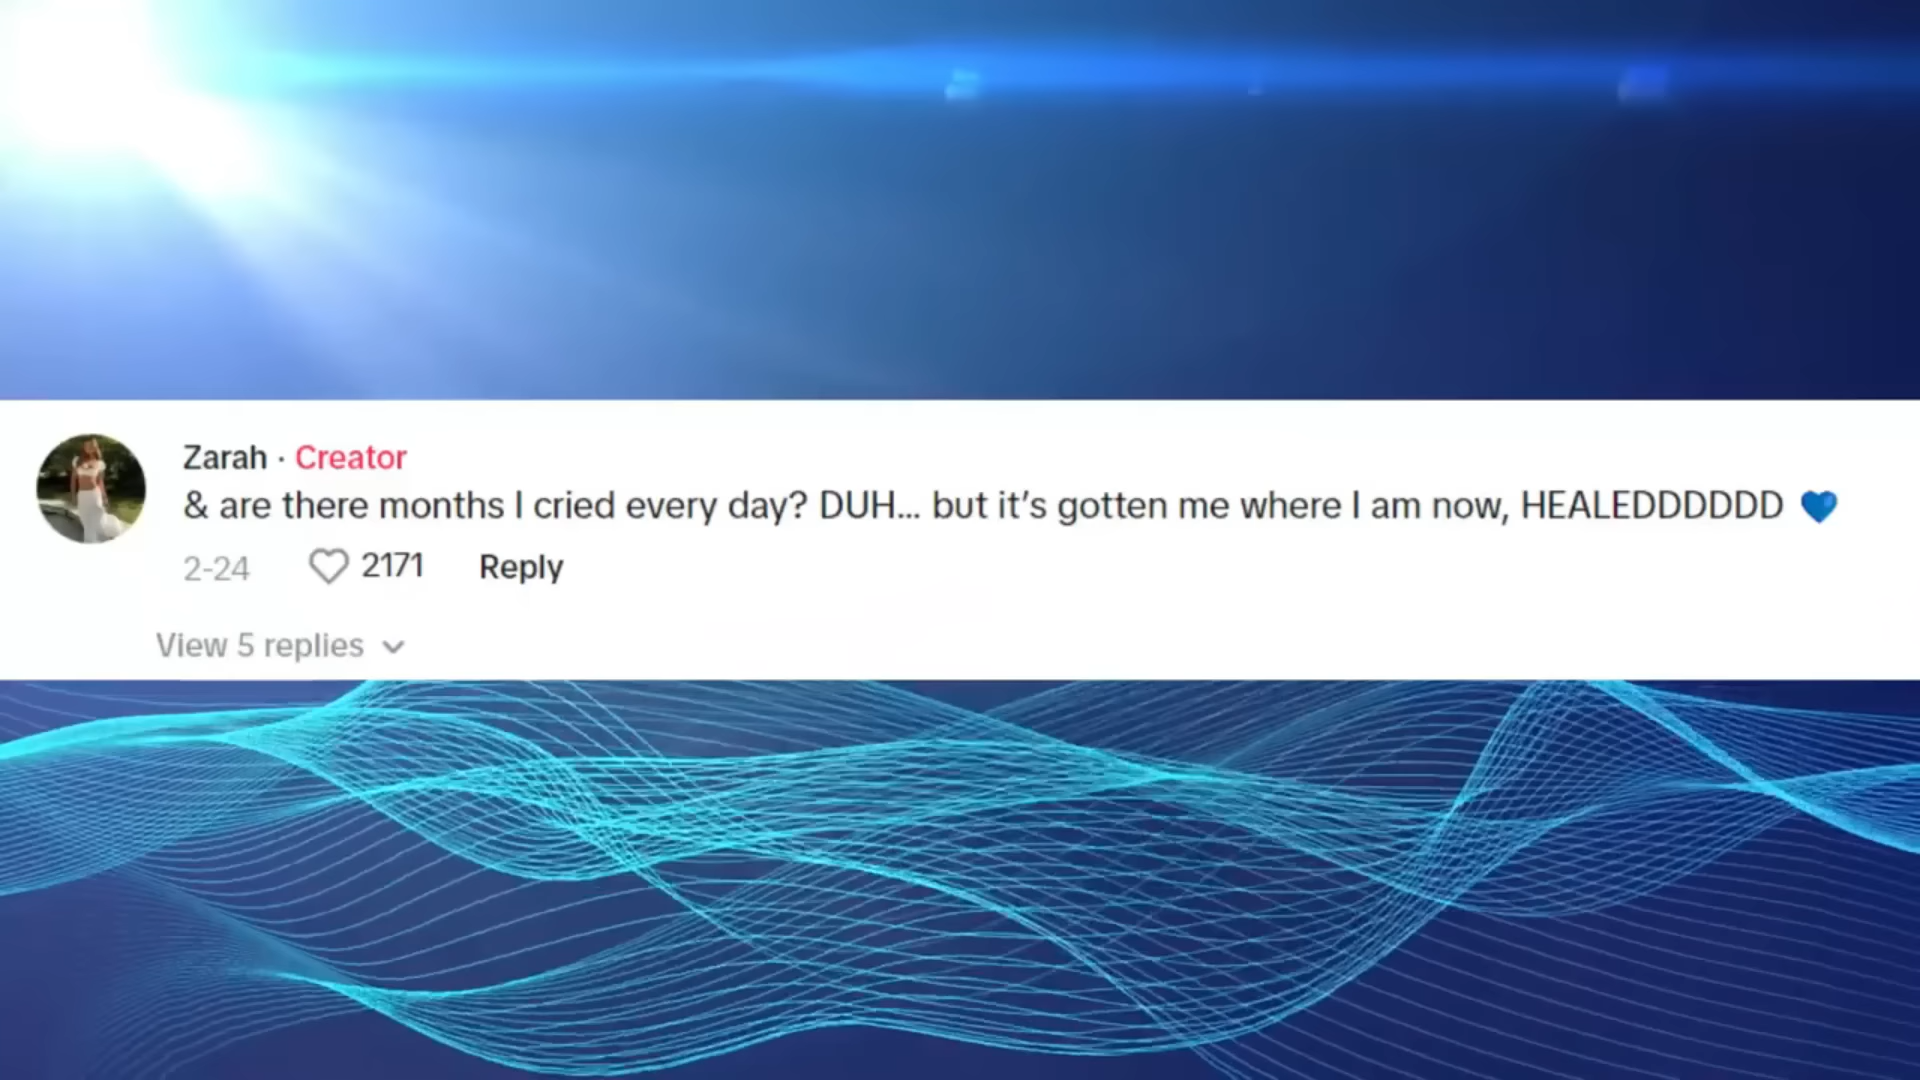 Zarah · Creator
& are there months I cried every day? DUH... but it’s gotten me where I am now, HEALEDDDDDD 💙
2-24 2171 Reply
View 5 replies